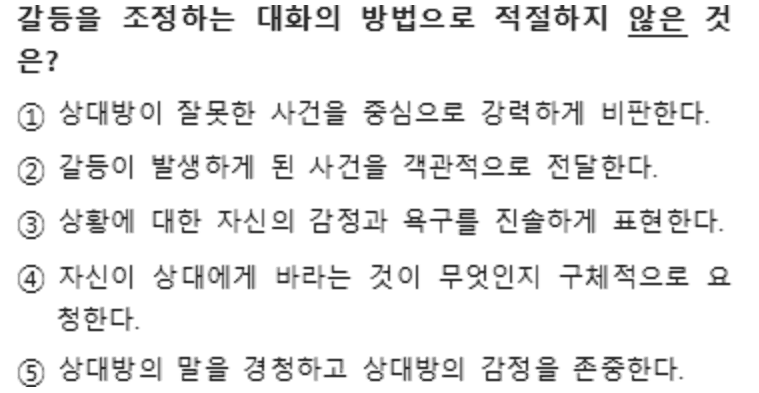 갈등을 조정하는 대화의 방법으로 적절하지 않은 것
은?
① 상대방이 잘못한 사건을 중심으로 강력하게 비판한다.
② 갈등이 발생하게 된 사건을 객관적으로 전달한다.
③ 상황에 대한 자신의 감정과 욕구를 진솔하게 표현한다.
④ 자신이 상대에게 바라는 것이 무엇인지 구체적으로 요
청한다.
⑤ 상대방의 말을 경청하고 상대방의 감정을 존중한다.